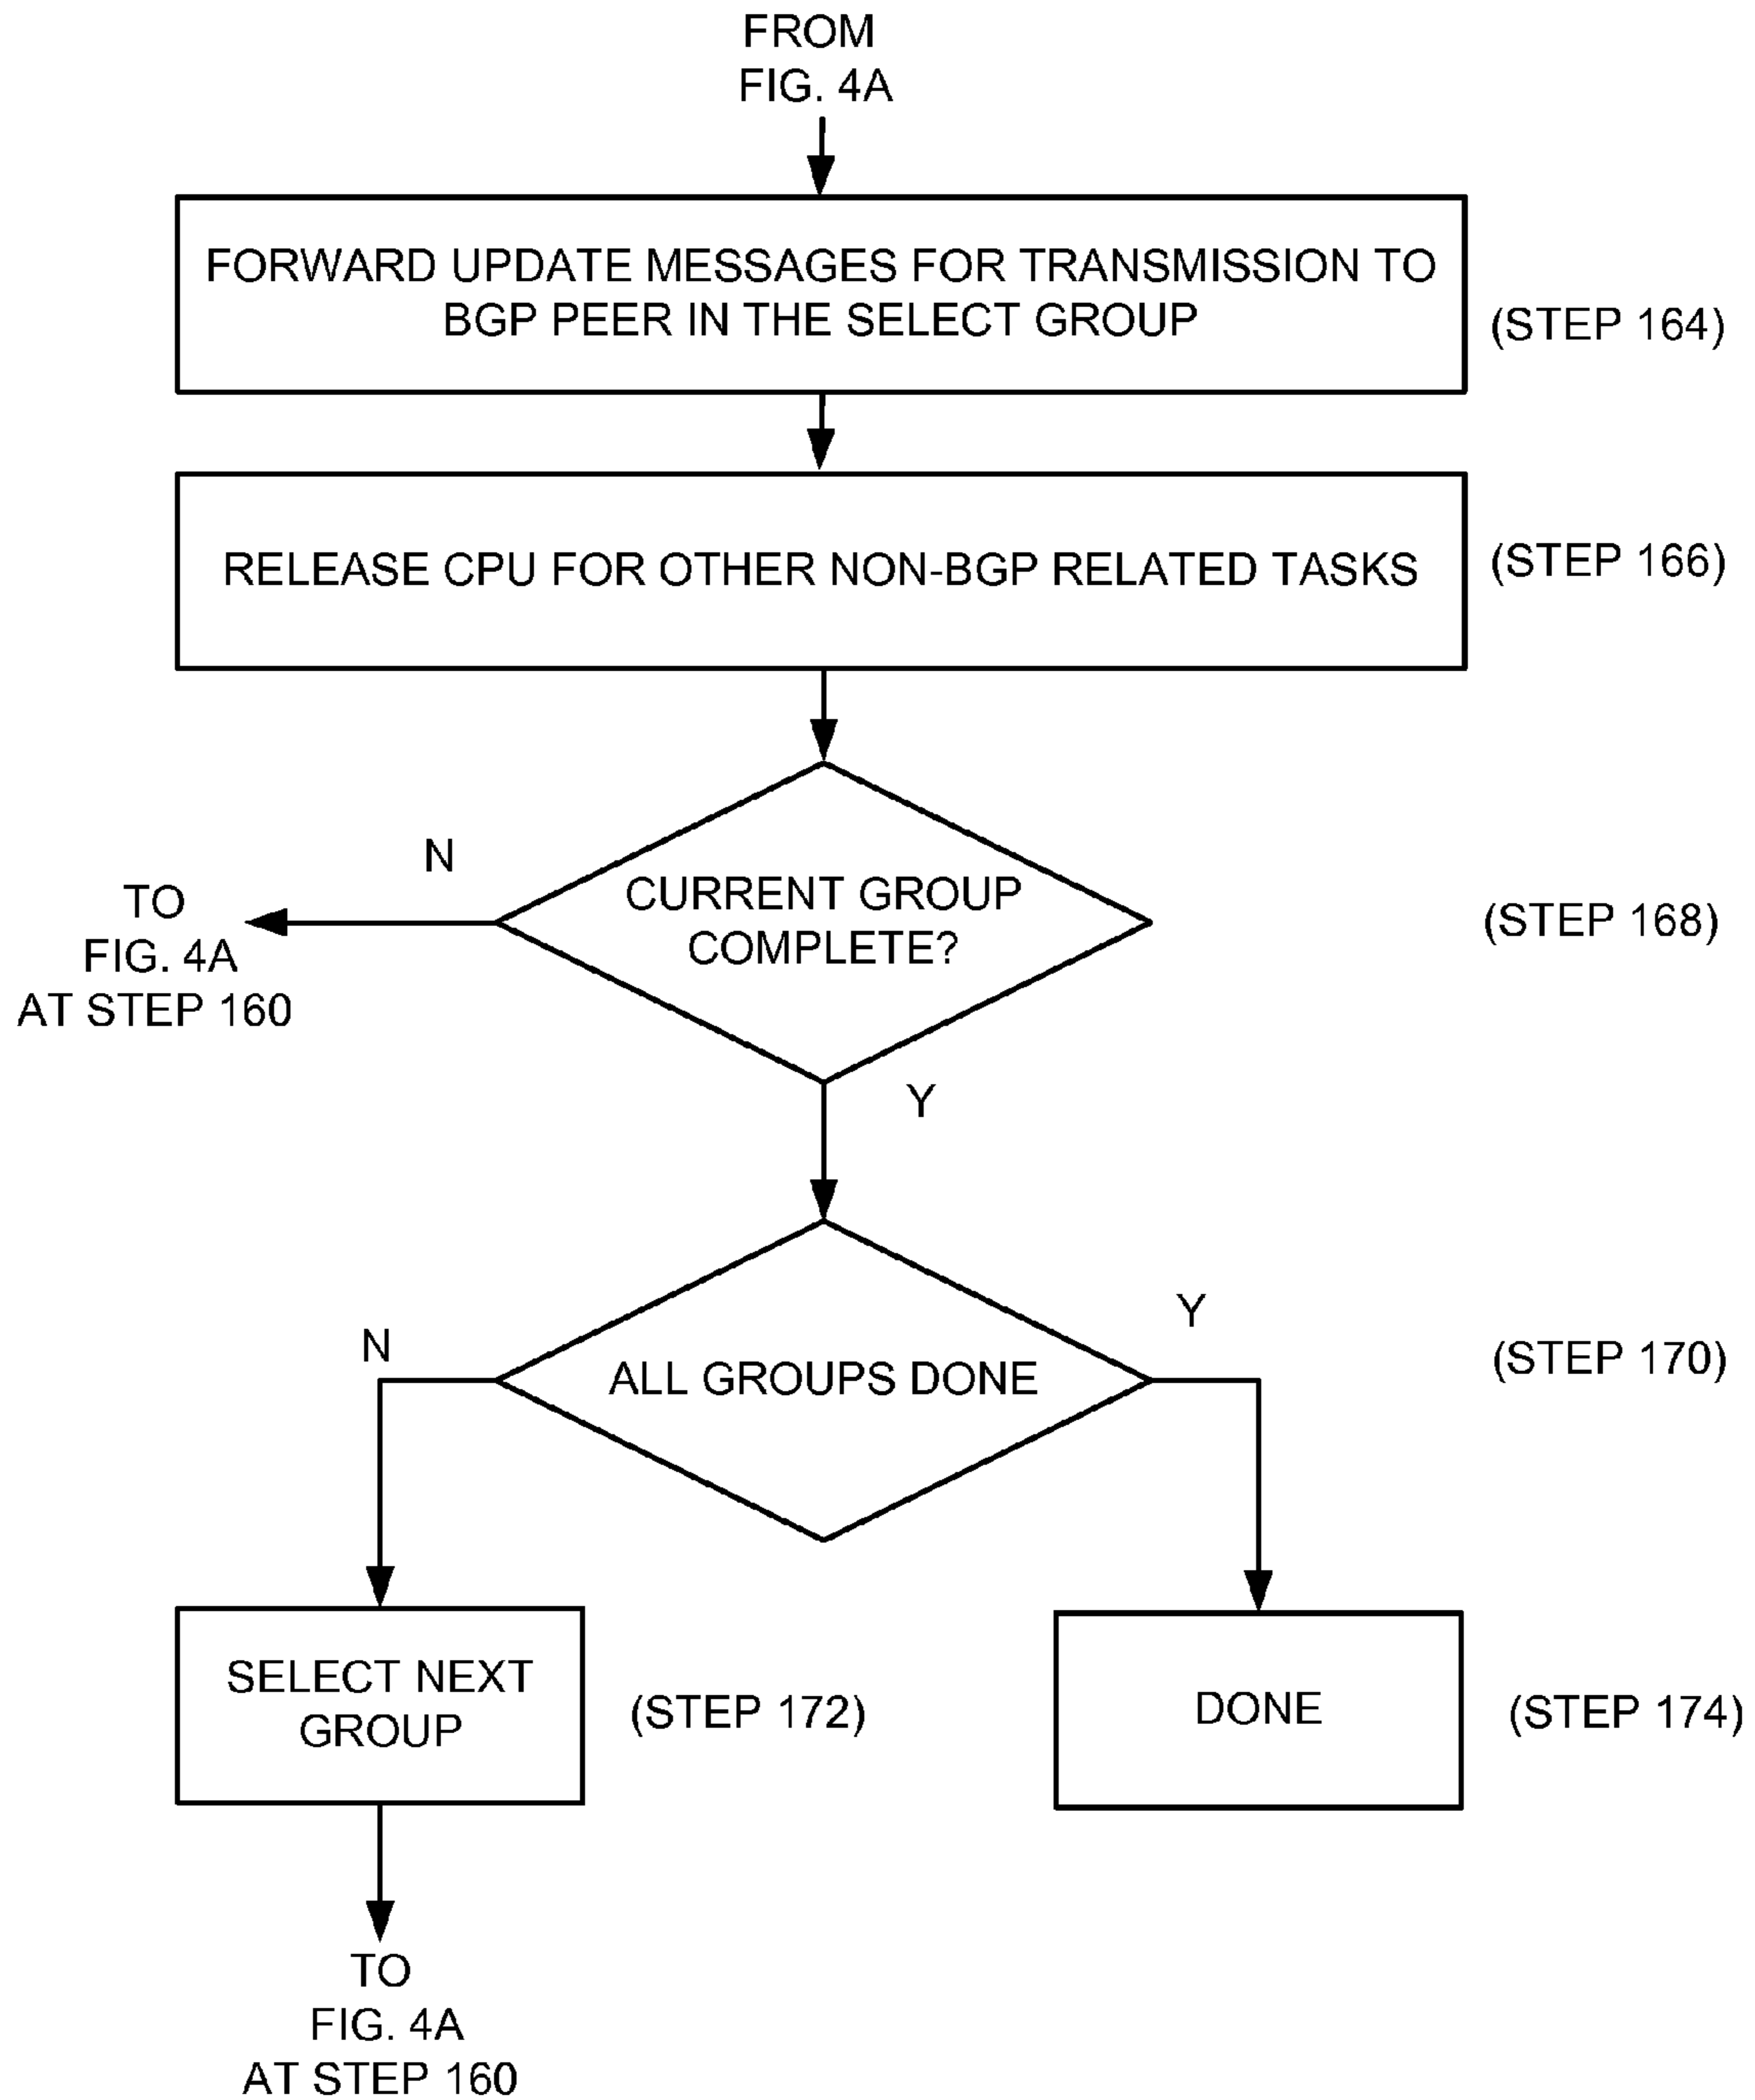 FROM
FIG. 4A
FORWARD UPDATE MESSAGES FOR TRANSMISSION TO
BGP PEER IN THE SELECT GROUP
(STEP 164)
RELEASE CPU FOR OTHER NON-BGP RELATED TASKS
(STEP 166)
N
TO
FIG. 4A
AT STEP 160
CURRENT GROUP
COMPLETE?
(STEP 168)
Y
N
ALL GROUPS DONE
Y
(STEP 170)
SELECT NEXT
GROUP
(STEP 172)
DONE
(STEP 174)
TO
FIG. 4A
AT STEP 160